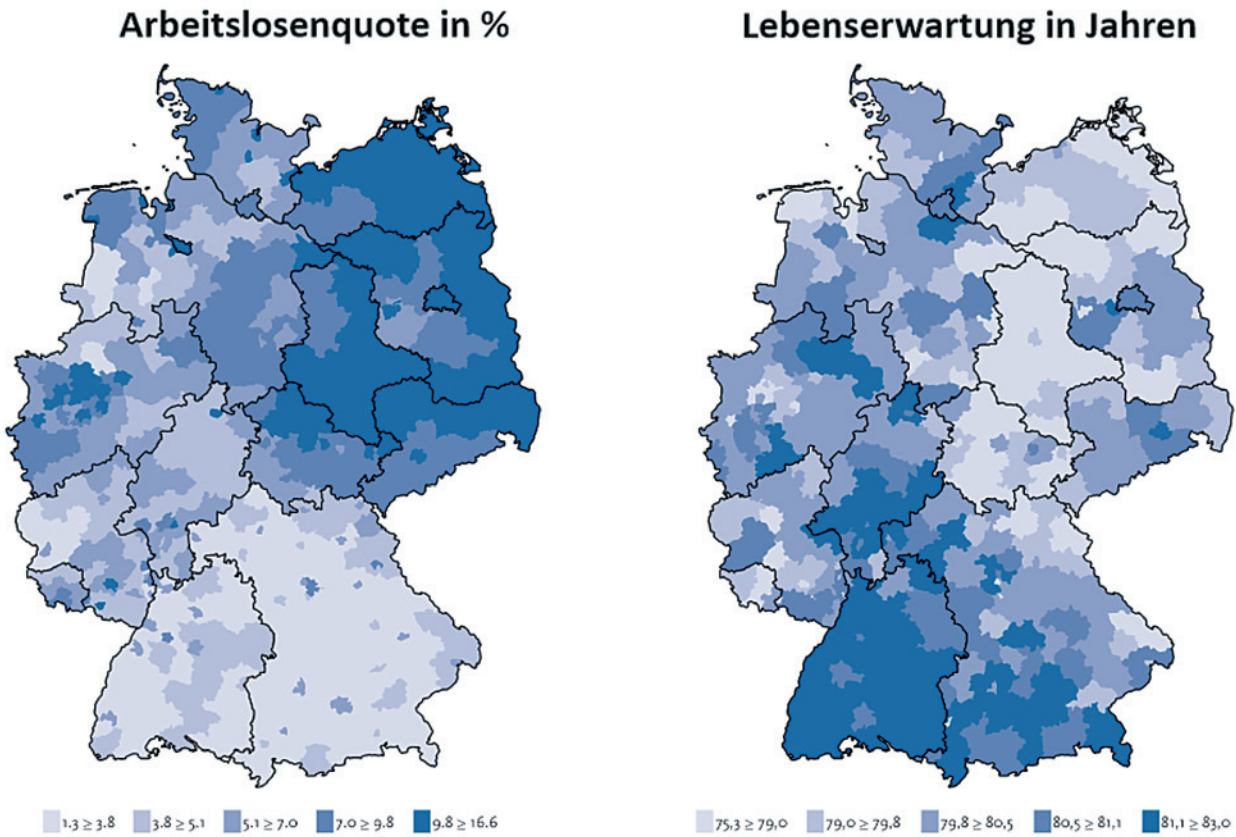 Arbeitslosenquote in %
Lebenserwartung in Jahren
1.3 ≥ 3.8 3.8 ≥ 5.1 5.1 ≥ 7.0 7.0 ≥ 9.8 9.8 ≥ 16.6
75,3 ≥ 79,0 79,0 ≥ 79,8 79,8 ≥ 80,5 80,5 ≥ 81,1 81,1 ≥ 83,0